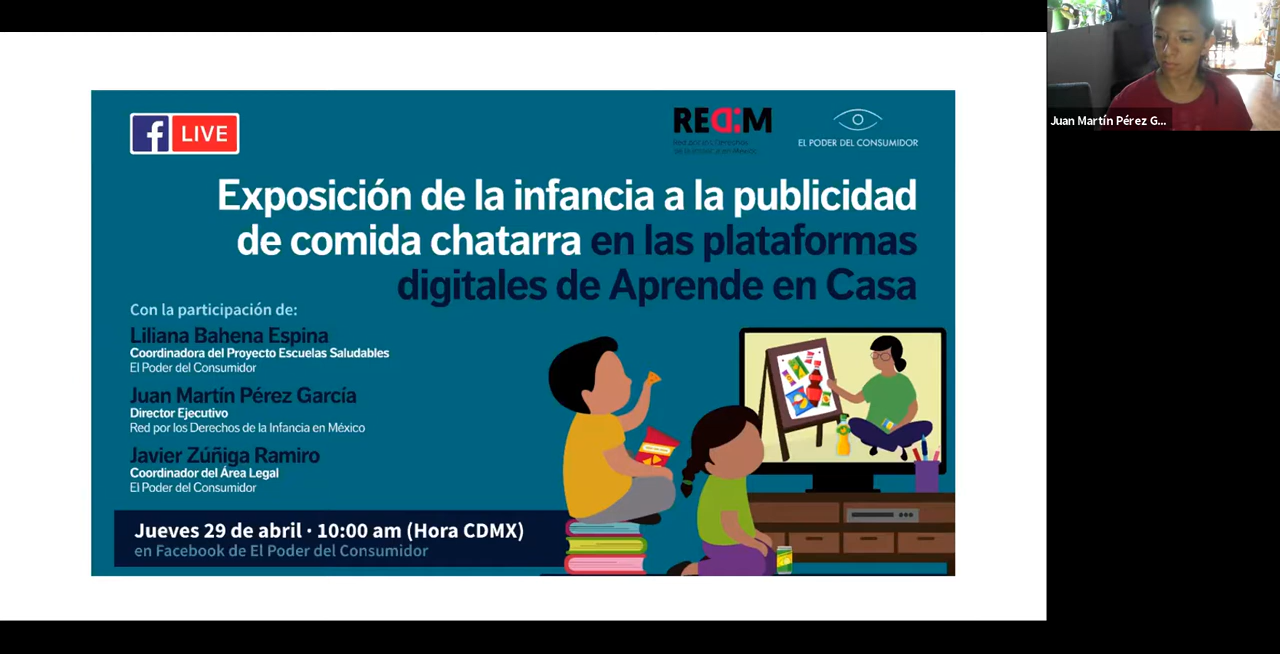 f LIVE
REDIM
EL PODER DEL CONSUMIDOR
Exposición de la infancia a la publicidad
de comida chatarra en las plataformas
digitales de Aprende en Casa
Con la participación de:
Liliana Bahena Espina
Coordinadora del Proyecto Escuelas Saludables
El Poder del Consumidor
Juan Martín Pérez García
Director Ejecutivo
Red por los Derechos de la Infancia en México
Javier Zúñiga Ramiro
Coordinador del Área Legal
El Poder del Consumidor
Jueves 29 de abril · 10:00 am (Hora CDMX)
en Facebook de El Poder del Consumidor
Juan Martín Pérez G...